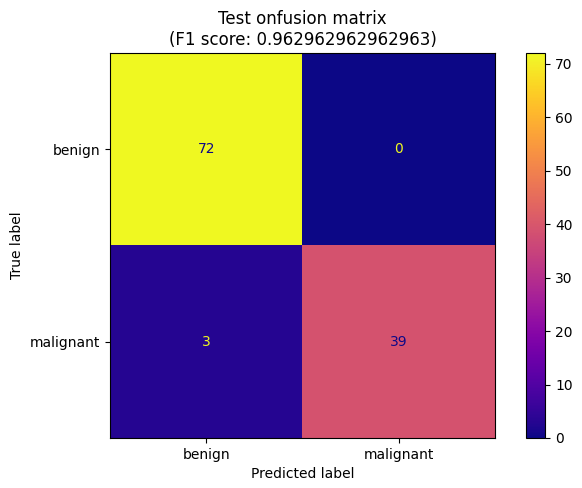 Test onfusion matrix
(F1 score: 0.962962962962963)
benign
72
0
malignant
3
39
True label
benign
malignant
Predicted label
70
60
50
40
30
20
10
0